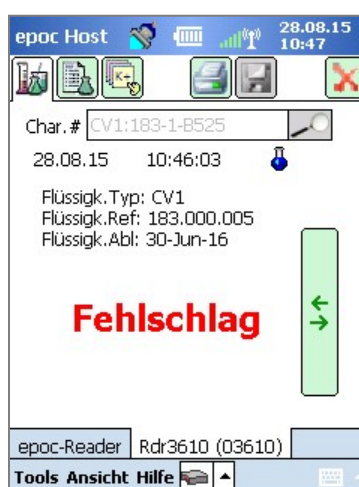 epoc Host 28.08.15
10:47
K+
Char.# CV1:183-1-B525
28.08.15 10:46:03
Flüssigk.Typ: CV1
Flüssigk.Ref: 183.000.005
Flüssigk.Abl: 30-Jun-16
Fehlschlag
epoc-Reader Rdr3610 (03610)
Tools Ansicht Hilfe